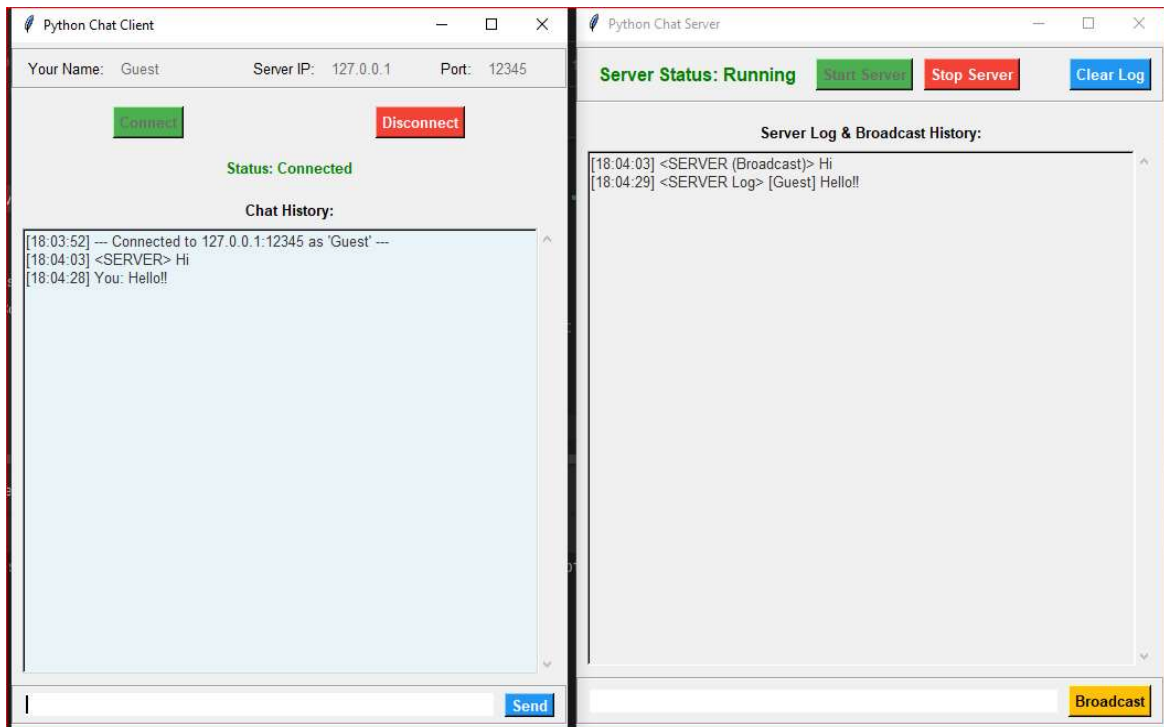 Python Chat Client
Your Name: Guest Server IP: 127.0.0.1 Port: 12345
Connect Disconnect
Status: Connected
Chat History:
[18:03:52] --- Connected to 127.0.0.1:12345 as 'Guest' ---
[18:04:03] <SERVER> Hi
[18:04:28] You: Hello!!
Send
Python Chat Server
Server Status: Running Start Server Stop Server Clear Log
Server Log & Broadcast History:
[18:04:03] <SERVER (Broadcast)> Hi
[18:04:29] <SERVER Log> [Guest] Hello!!
Broadcast